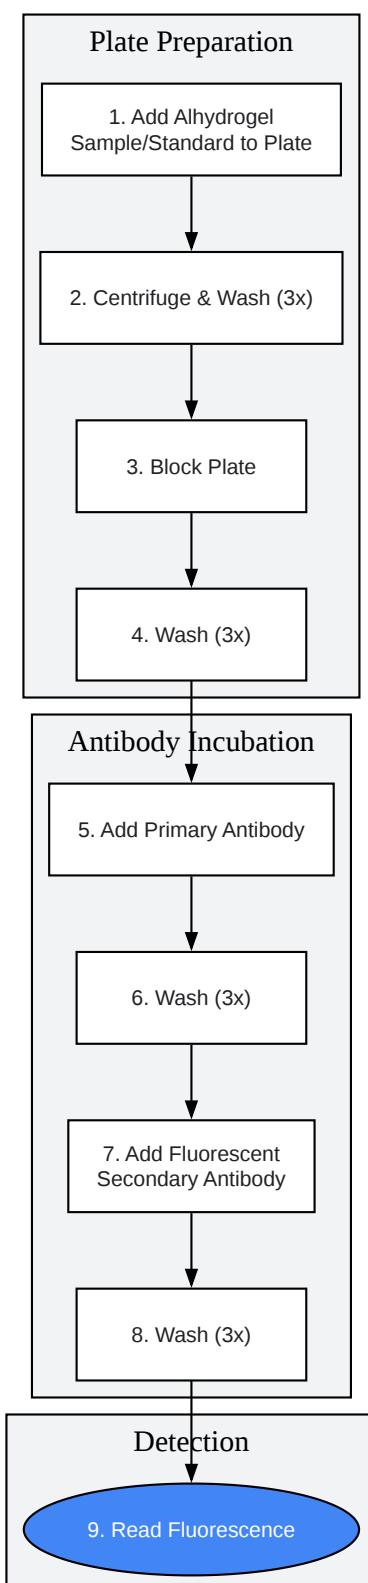 Plate Preparation
1. Add Alhydrogel
Sample/Standard to Plate
2. Centrifuge & Wash (3x)
3. Block Plate
4. Wash (3x)
Antibody Incubation
5. Add Primary Antibody
6. Wash (3x)
7. Add Fluorescent
Secondary Antibody
8. Wash (3x)
Detection
9. Read Fluorescence